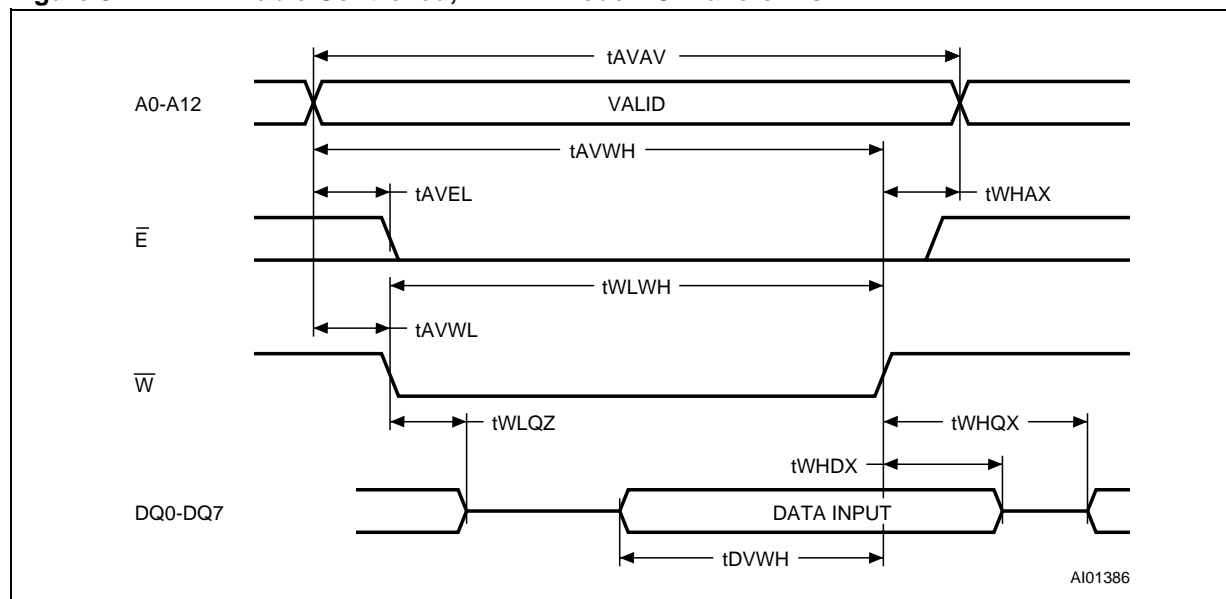 tAVAV
A0-A12
VALID
tAVWH
tAVEL
tWHAX
E̅
tWLWH
tAVWL
W̅
tWLQZ
tWHQX
tWHDX
DQ0-DQ7
DATA INPUT
tDVWH
AI01386